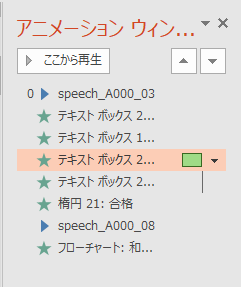 アニメーション ウィン...
ここから再生
0 speech_A000_03
テキスト ボックス 2...
テキスト ボックス 1...
テキスト ボックス 2...
テキスト ボックス 2...
楕円 21: 合格
speech_A000_08
フローチャート: 和...